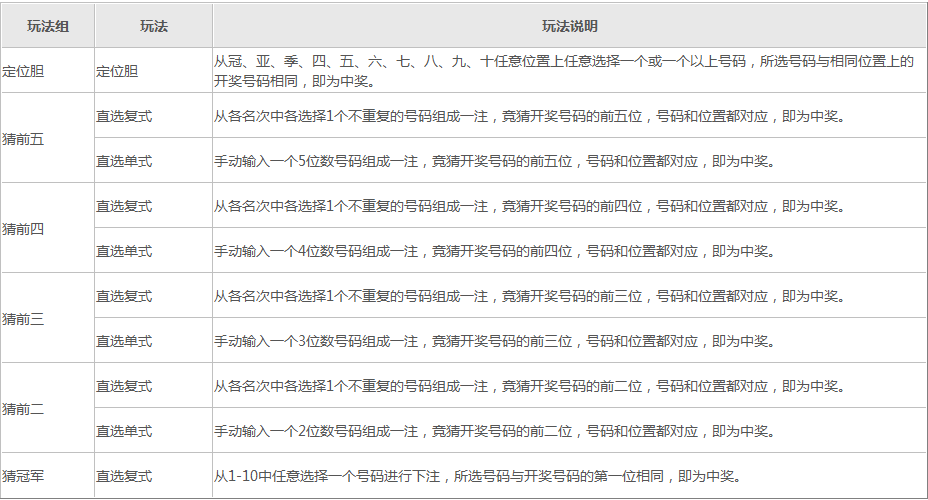 玩法组 玩法 玩法说明
定位胆 定位胆 从冠、亚、季、四、五、六、七、八、九、十任意位置上任意选择一个或一个以上号码，所选号码与相同位置上的
开奖号码相同，即为中奖。
猜前五 直选复式 从各名次中各选择1个不重复的号码组成一注，竞猜开奖号码的前五位，号码和位置都对应，即为中奖。
直选单式 手动输入一个5位数号码组成一注，竞猜开奖号码的前五位，号码和位置都对应，即为中奖。
猜前四 直选复式 从各名次中各选择1个不重复的号码组成一注，竞猜开奖号码的前四位，号码和位置都对应，即为中奖。
直选单式 手动输入一个4位数号码组成一注，竞猜开奖号码的前四位，号码和位置都对应，即为中奖。
猜前三 直选复式 从各名次中各选择1个不重复的号码组成一注，竞猜开奖号码的前三位，号码和位置都对应，即为中奖。
直选单式 手动输入一个3位数号码组成一注，竞猜开奖号码的前三位，号码和位置都对应，即为中奖。
猜前二 直选复式 从各名次中各选择1个不重复的号码组成一注，竞猜开奖号码的前二位，号码和位置都对应，即为中奖。
直选单式 手动输入一个2位数号码组成一注，竞猜开奖号码的前二位，号码和位置都对应，即为中奖。
猜冠军 直选复式 从1-10中任意选择一个号码进行下注，所选号码与开奖号码的第一位相同，即为中奖。